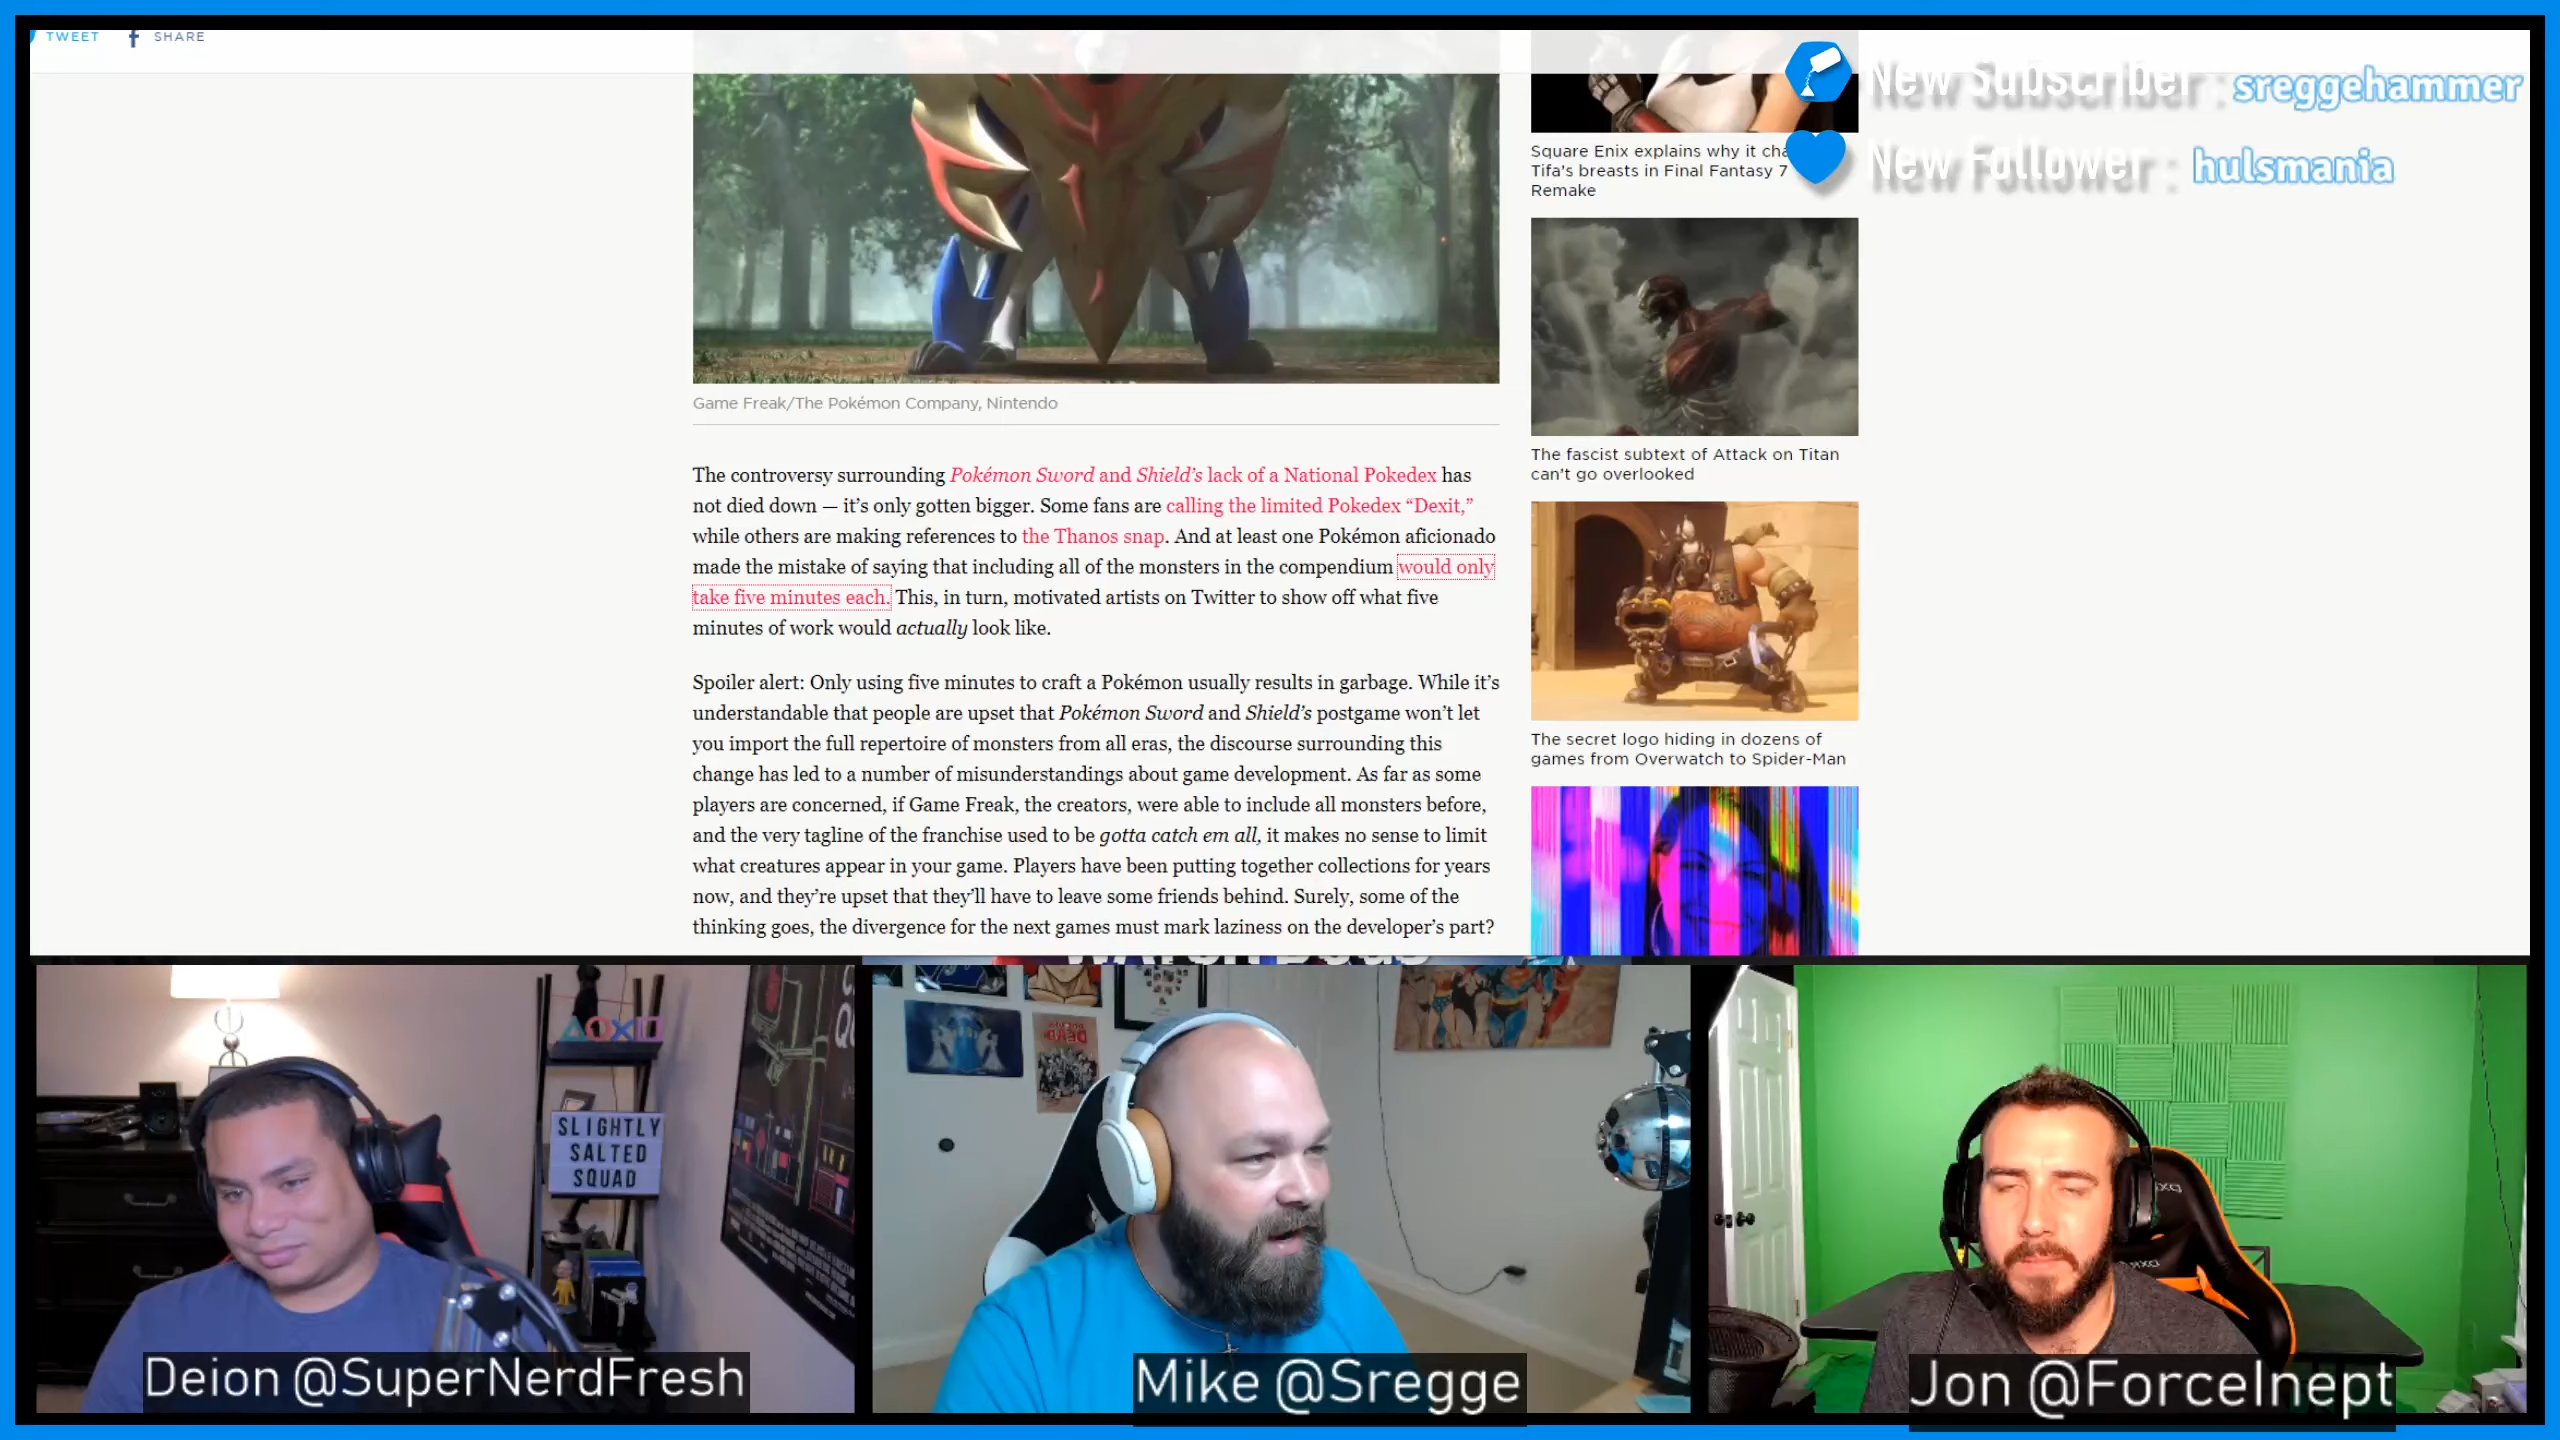 TWEET
SHARE
New Subscriber : sreggehammer
New Follower : hulsmania
Game Freak/The Pokémon Company, Nintendo
The controversy surrounding Pokémon Sword and Shield's lack of a National Pokedex has
not died down — it's only gotten bigger. Some fans are calling the limited Pokedex “Dexit,”
while others are making references to the Thanos snap. And at least one Pokémon aficionado
made the mistake of saying that including all of the monsters in the compendium would only
take five minutes each. This, in turn, motivated artists on Twitter to show off what five
minutes of work would actually look like.
Spoiler alert: Only using five minutes to craft a Pokémon usually results in garbage. While it's
understandable that people are upset that Pokémon Sword and Shield's postgame won't let
you import the full repertoire of monsters from all eras, the discourse surrounding this
change has led to a number of misunderstandings about game development. As far as some
players are concerned, if Game Freak, the creators, were able to include all monsters before,
and the very tagline of the franchise used to be gotta catch em all, it makes no sense to limit
what creatures appear in your game. Players have been putting together collections for years
now, and they're upset that they'll have to leave some friends behind. Surely, some of the
thinking goes, the divergence for the next games must mark laziness on the developer's part?
Square Enix explains why it cha
Tifa's breasts in Final Fantasy 7
Remake
The fascist subtext of Attack on Titan
can't go overlooked
The secret logo hiding in dozens of
games from Overwatch to Spider-Man
SLIGHTLY
SALTED
SQUAD
Deion @SuperNerdFresh
Mike @Sregge
Jon @ForceInept